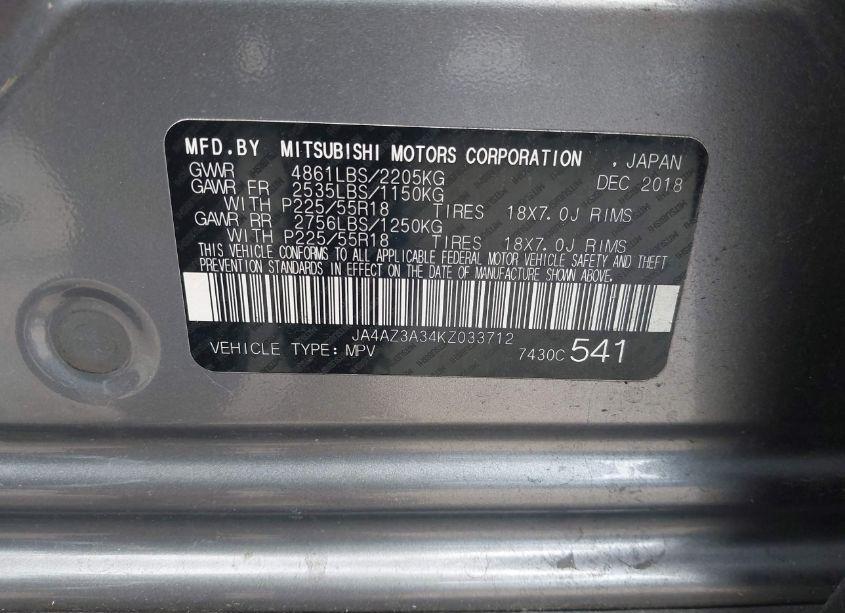 MFD.BY MITSUBISHI MOTORS CORPORATION , JAPAN
GVWR 4861LBS/2205KG DEC 2018
GAWR FR 2535LBS/1150KG
WITH P225/55R18 TIRES 18X7.0J RIMS
GAWR RR 2756LBS/1250KG
WITH P225/55R18 TIRES 18X7.0J RIMS
THIS VEHICLE CONFORMS TO ALL APPLICABLE FEDERAL MOTOR VEHICLE SAFETY AND THEFT
PREVENTION STANDARDS IN EFFECT ON THE DATE OF MANUFACTURE SHOWN ABOVE.
JA4AZ3A34KZ033712
VEHICLE TYPE:MPV 7430C 541